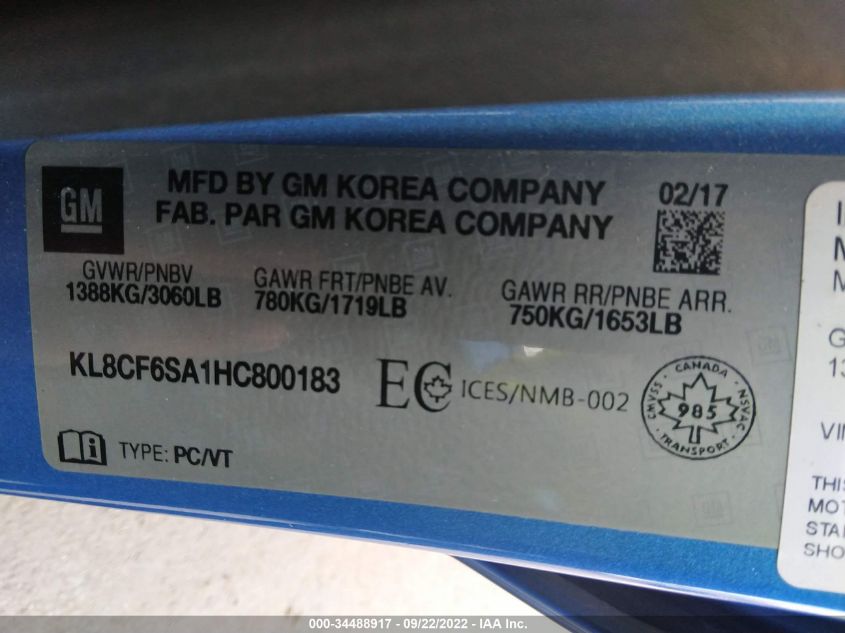 GM
MFD BY GM KOREA COMPANY 02/17
FAB. PAR GM KOREA COMPANY
GVWR/PNBV
1388KG/3060LB
GAWR FRT/PNBE AV.
780KG/1719LB
GAWR RR/PNBE ARR.
750KG/1653LB
KL8CF6SA1HC800183
EC ICES/NMB-002
CANADA
CMVSS
985
NSVAC
TRANSPORT
TYPE: PC/VT
VIN
THIS
MOT
STA
SHO
000-34488917 - 09/22/2022 - IAA Inc.